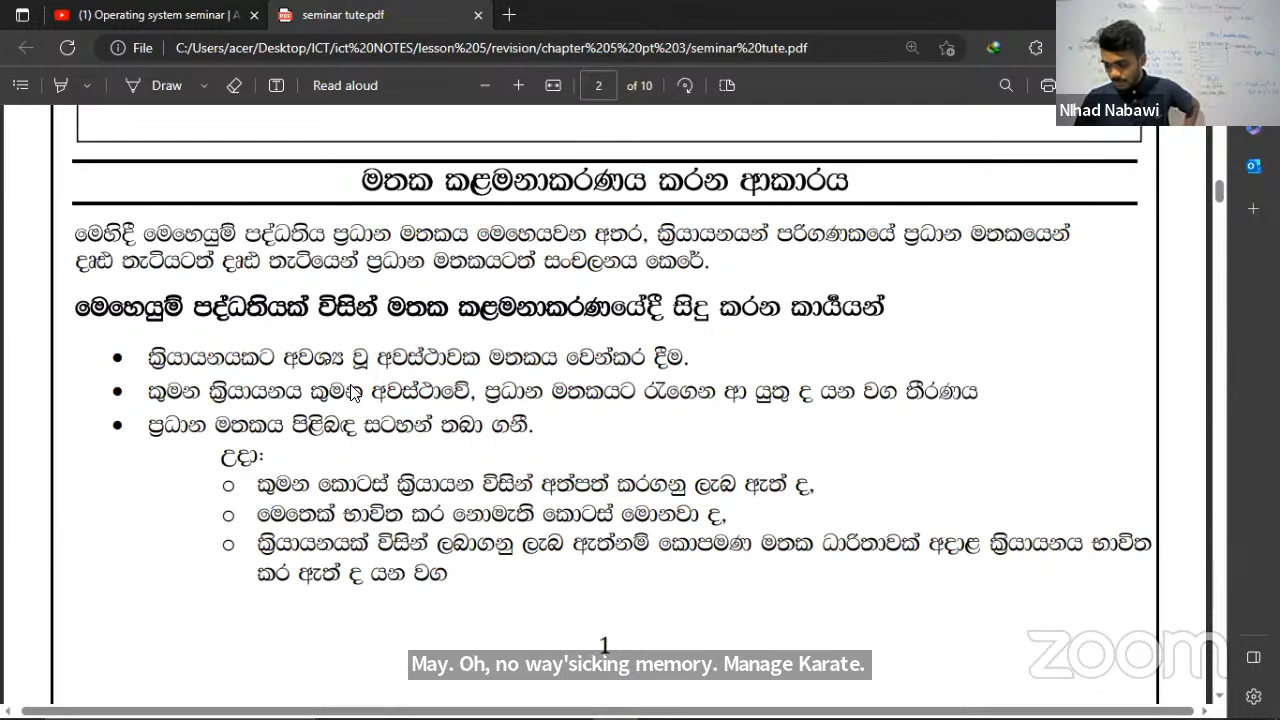 (1) Operating system seminar | A
seminar tute.pdf
File
C:/Users/acer/Desktop/ICT/ict%20NOTES/lesson%205/revision/chapter%205%20pt%203/seminar%20tute.pdf
Draw
Read aloud
2
of 10
NIhad Nabawi
මතක කළමනාකරණය කරන ආකාරය
මෙහිදී මෙහෙයුම් පද්ධතිය ප්‍රධාන මතකය මෙහෙයවන අතර, ක්‍රියායනයන් පරිගණකයේ ප්‍රධාන මතකයෙන්
දෘඪ තැටියටත් දෘඪ තැටියෙන් ප්‍රධාන මතකයටත් සංචලනය කෙරේ.
මෙහෙයුම් පද්ධතියක් විසින් මතක කළමනාකරණයේදී සිදු කරන කාර්‍යයන්
• ක්‍රියායනයකට අවශ්‍ය වූ අවස්ථාවක මතකය වෙන්කර දීම.
• කුමන ක්‍රියායනය කුමන අවස්ථාවේ, ප්‍රධාන මතකයට රැගෙන ආ යුතු ද යන වග තීරණය
• ප්‍රධාන මතකය පිළිබඳ සටහන් තබා ගනී.
උදා:
o කුමන කොටස් ක්‍රියායන විසින් අත්පත් කරගනු ලැබ ඇත් ද,
o මෙතෙක් භාවිත කර නොමැති කොටස් මොනවා ද,
o ක්‍රියායනයක් විසින් ලබාගනු ලැබ ඇත්නම් කොපමණ මතක ධාරිතාවක් අදාළ ක්‍රියායනය භාවිත
කර ඇත් ද යන වග
1
May. Oh, no way'sicking memory. Manage Karate.
zoom